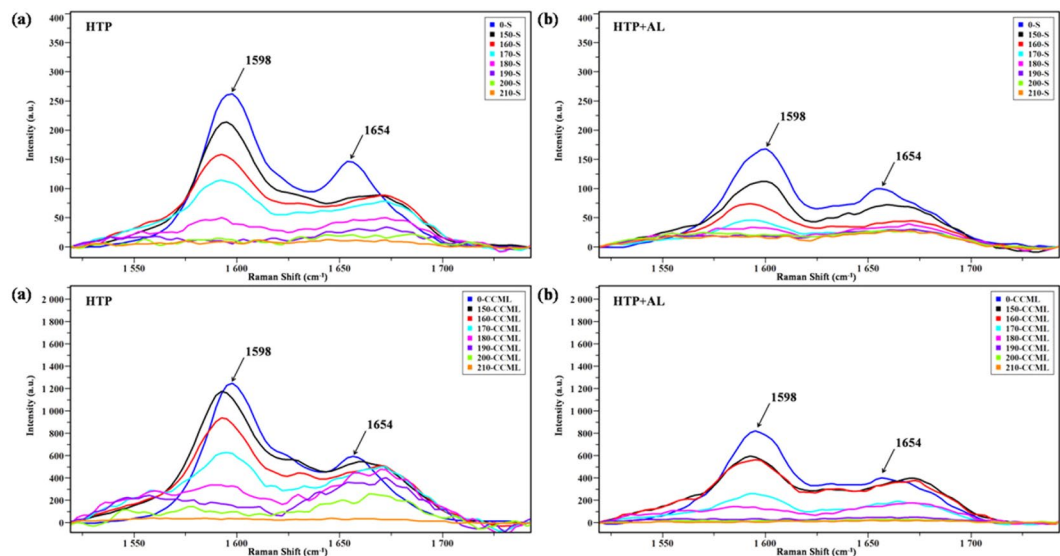 (a)
HTP
400
350
300
250
200
150
100
50
0
Intensity (a.u.)
1598
1654
0-S
150-S
160-S
170-S
180-S
190-S
200-S
210-S
1 550
1 600
1 650
1 700
Raman Shift (cm⁻¹)
(b)
HTP+AL
400
350
300
250
200
150
100
50
0
Intensity (a.u.)
1598
1654
0-S
150-S
160-S
170-S
180-S
190-S
200-S
210-S
1 550
1 600
1 650
1 700
Raman Shift (cm⁻¹)
(a)
HTP
2 000
1 800
1 600
1 400
1 200
1 000
800
600
400
200
0
Intensity (a.u.)
1598
1654
0-CCML
150-CCML
160-CCML
170-CCML
180-CCML
190-CCML
200-CCML
210-CCML
1 550
1 600
1 650
1 700
Raman Shift (cm⁻¹)
(b)
HTP+AL
2 000
1 800
1 600
1 400
1 200
1 000
800
600
400
200
0
Intensity (a.u.)
1598
1654
0-CCML
150-CCML
160-CCML
170-CCML
180-CCML
190-CCML
200-CCML
210-CCML
1 550
1 600
1 650
1 700
Raman Shift (cm⁻¹)